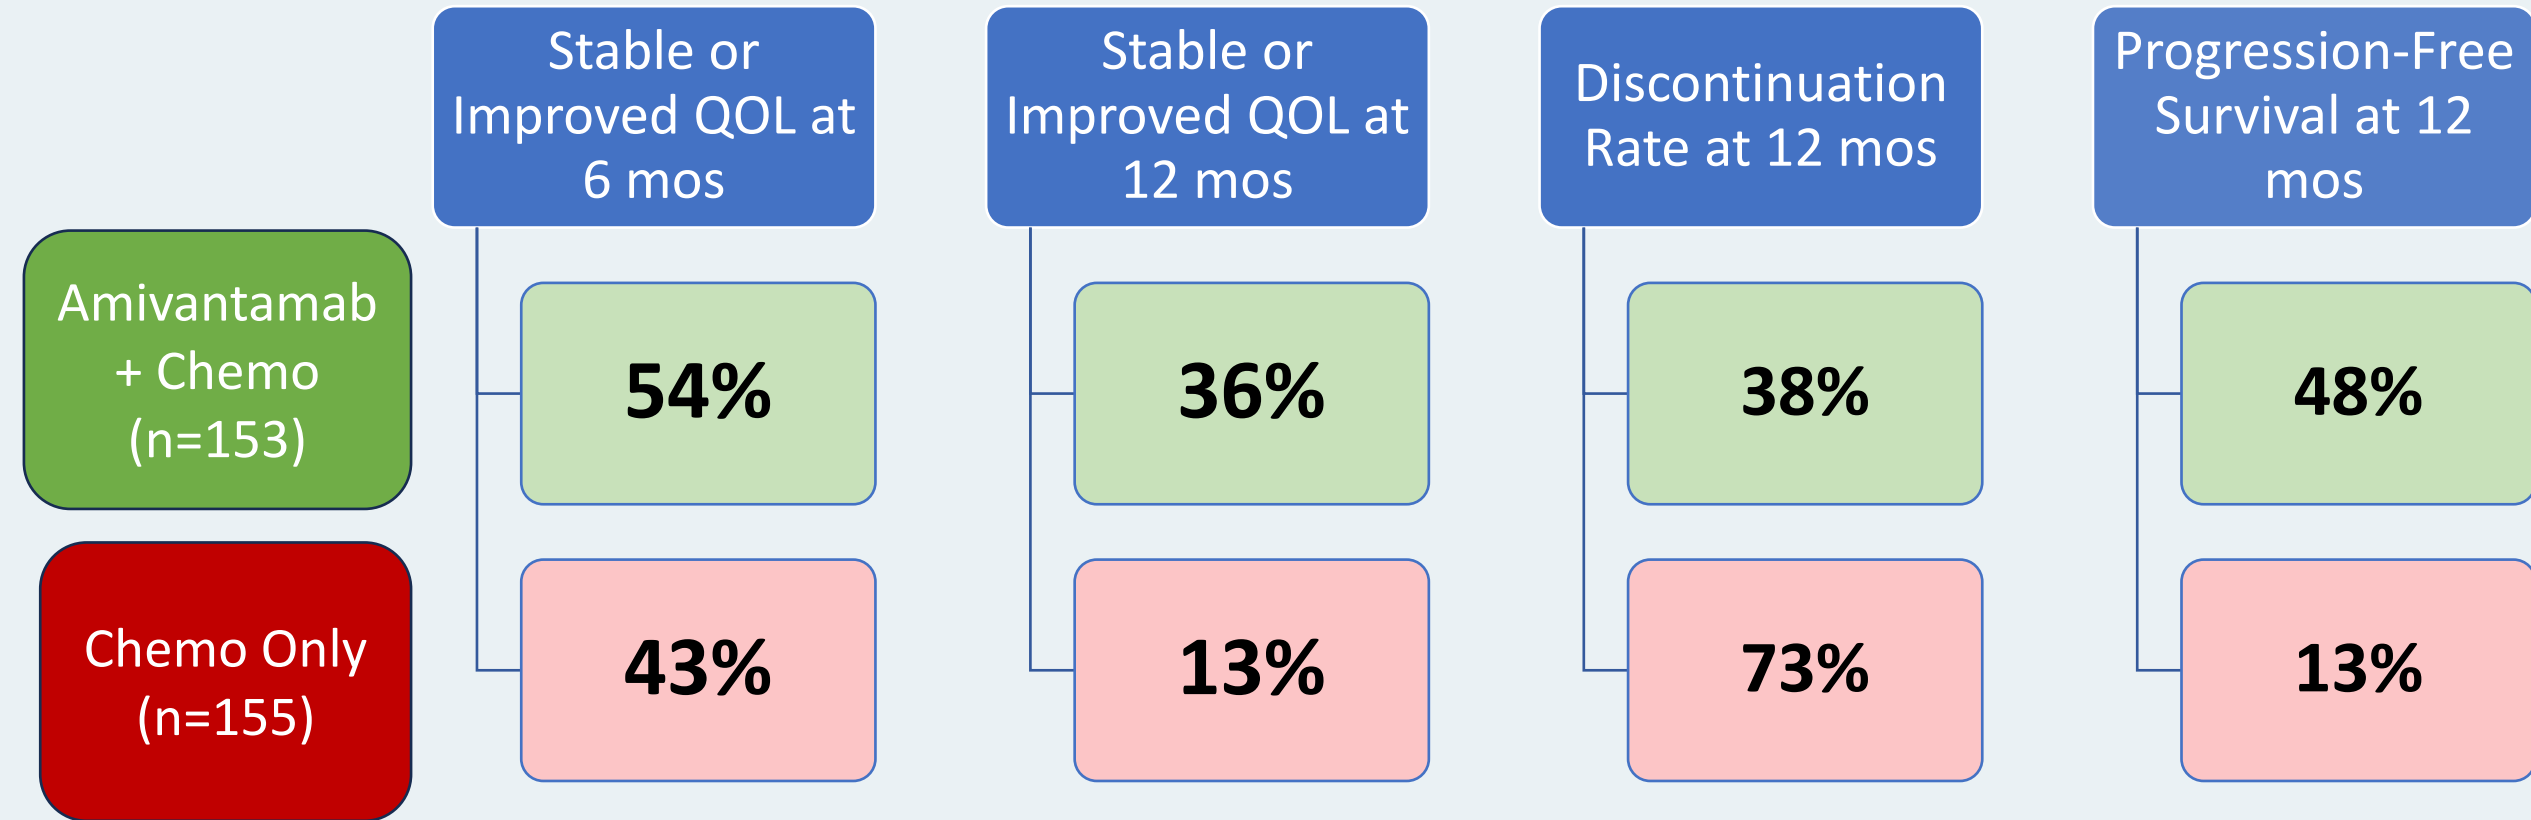 Stable or
Improved QOL at
6 mos
Stable or
Improved QOL at
12 mos
Discontinuation
Rate at 12 mos
Progression-Free
Survival at 12
mos
Amivantamab
+ Chemo
(n=153)
54%
36%
38%
48%
Chemo Only
(n=155)
43%
13%
73%
13%